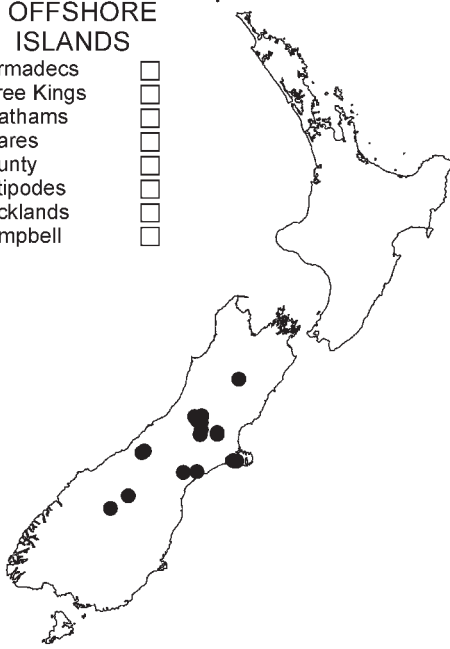 OFFSHORE
ISLANDS
rmadecs
ree Kings
athams
ares
unty
tipodes
cklands
mpbell